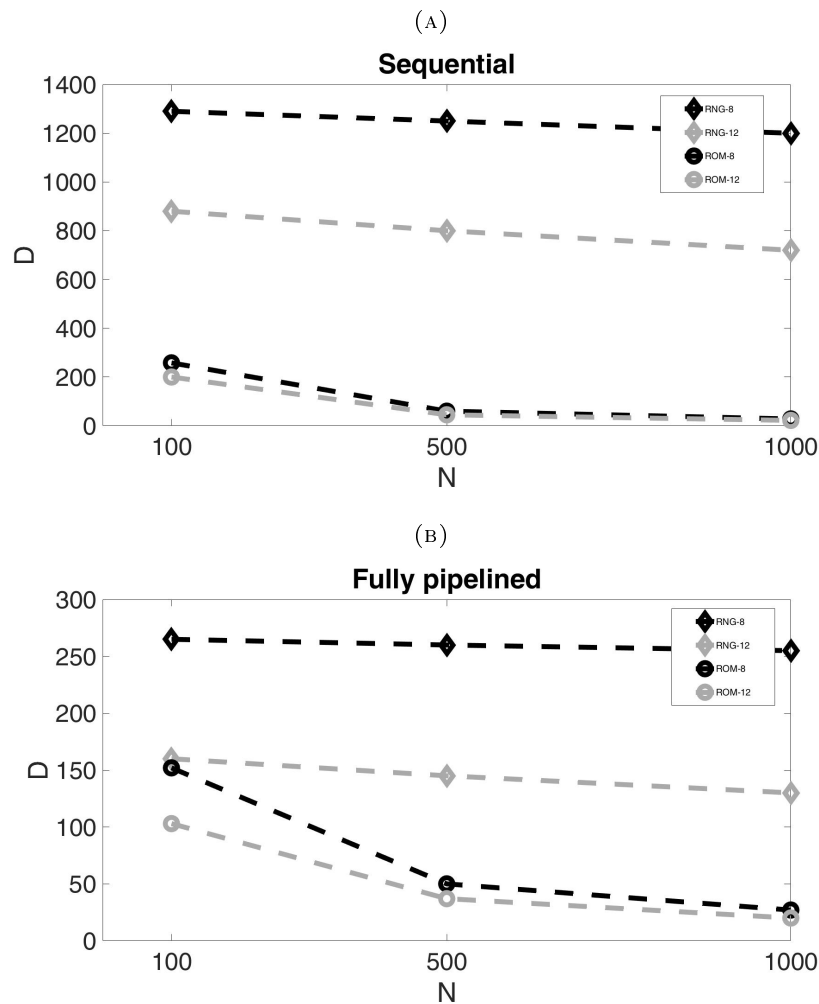 (A)
Sequential
1400
1200
1000
800
600
400
200
0
D
RNG-8
RNG-12
ROM-8
ROM-12
100 500 1000
N
(B)
Fully pipelined
300
250
200
150
100
50
0
D
RNG-8
RNG-12
ROM-8
ROM-12
100 500 1000
N